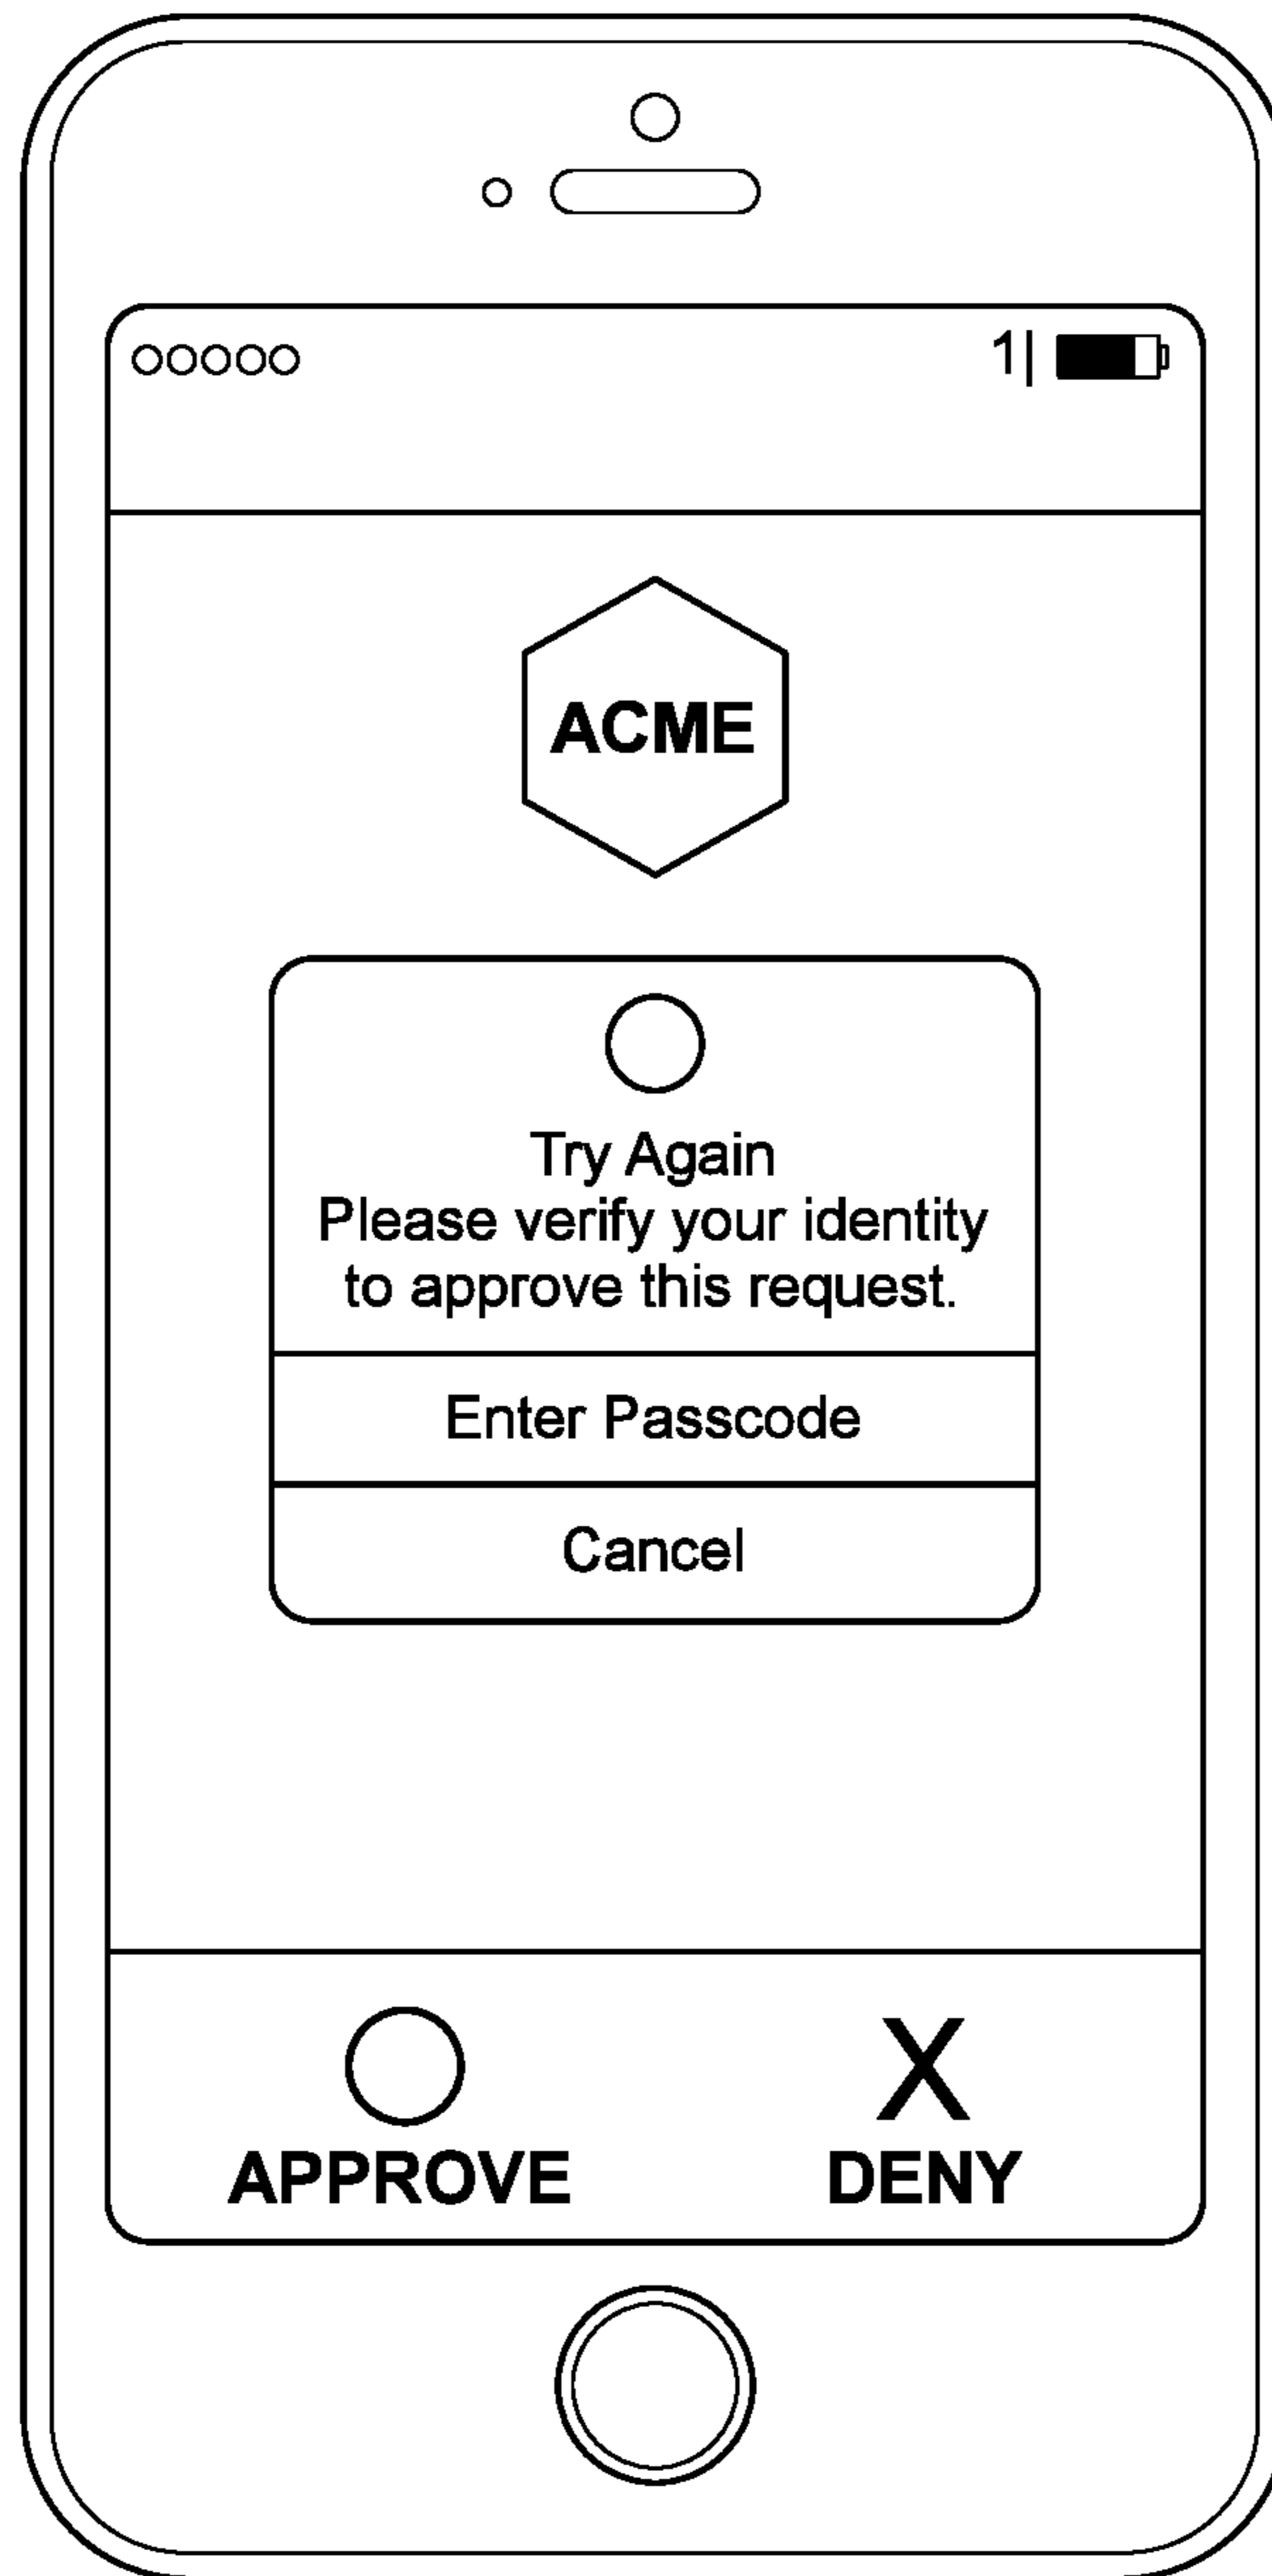 1|
ACME
Try Again
Please verify your identity
to approve this request.
Enter Passcode
Cancel
X
APPROVE
DENY